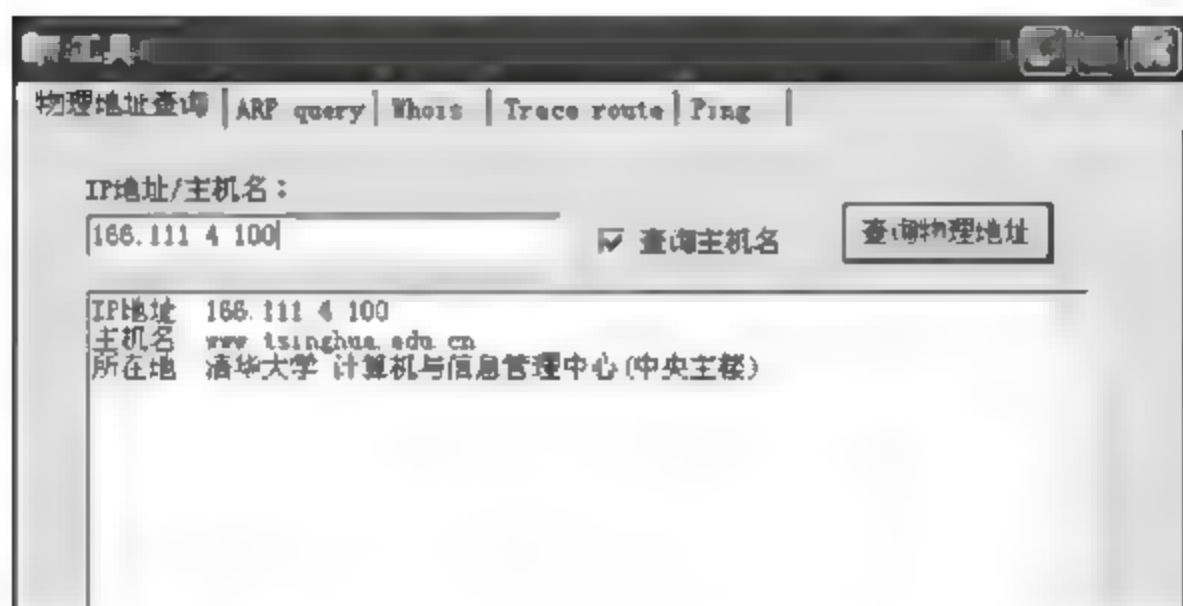 工具
物理地址查询 ARP query Whois Trace route Ping
IP地址/主机名：
166.111 4 100
查询主机名
查询物理地址
IP地址 166.111 4 100
主机名 www tsinghua edu cn
所在地 清华大学 计算机与信息管理中心(中央主楼)